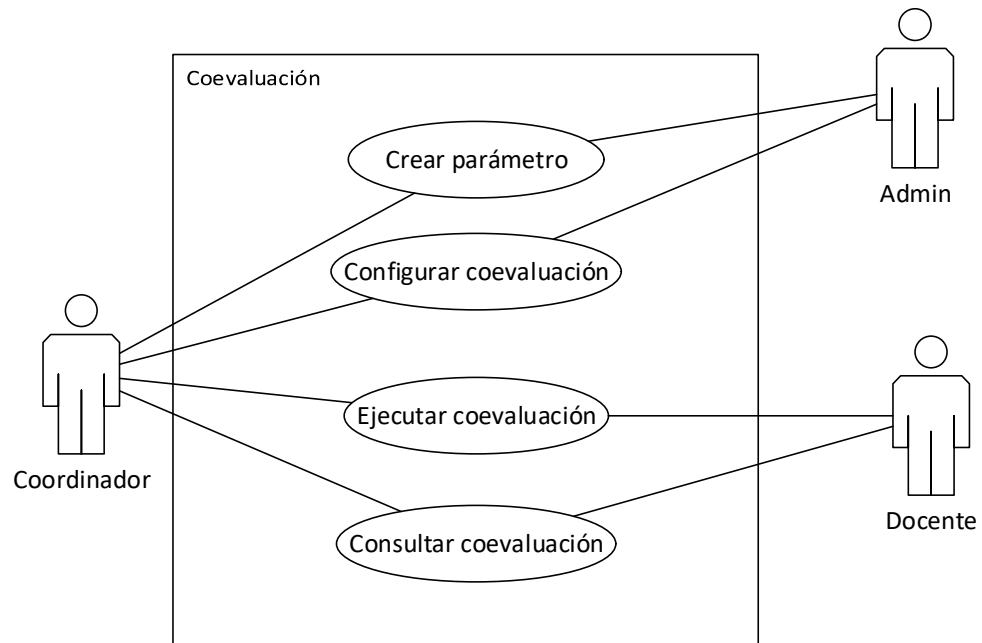 Coevaluación
Crear parámetro
Admin
Configurar coevaluación
Ejecutar coevaluación
Coordinador
Docente
Consultar coevaluación